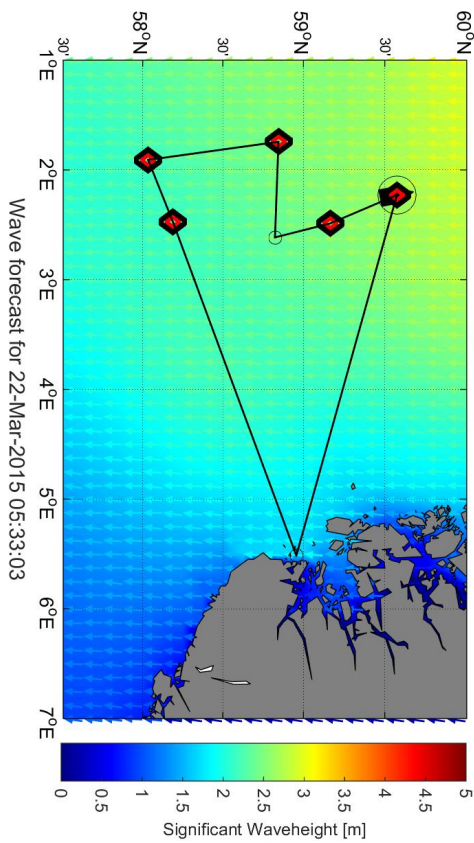 30'
58°N
30'
59°N
30'
60°N
1°E
2°E
3°E
4°E
5°E
6°E
7°E
Wave forecast for 22-Mar-2015 05:33:03
0
0.5
1
1.5
2
2.5
3
3.5
4
4.5
5
Significant Waveheight [m]